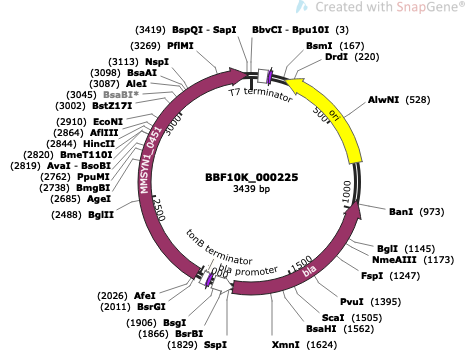 Created with SnapGene®
(3419) BspQI - SapI
BbvCI - Bpu10I (3)
(3269) PflMI
BsmI (167)
DrdI (220)
(3113) NspI
(3098) BsaAI
(3087) AleI
(3045) BsaBI*
(3002) BstZ17I
(2910) EcoNI
(2864) AflIII
(2844) HincII
(2820) BmeT110I
(2819) AvaI - BsoBI
(2762) PpuMI
(2738) BmgBI
(2685) AgeI
(2488) BglII
T7 terminator
AlwNI (528)
ori
500
3000
MMSYN1_0451
BBF10K_000225
3439 bp
1000
2500
BanI (973)
tonB terminator
bla promoter
1500
bla
BglI (1145)
NmeAIII (1173)
FspI (1247)
(2026) AfeI
(2011) BsrGI
PvuI (1395)
(1906) BsgI
ScaI (1505)
(1866) BsrBI
BsaHI (1562)
(1829) SspI
XmnI (1624)